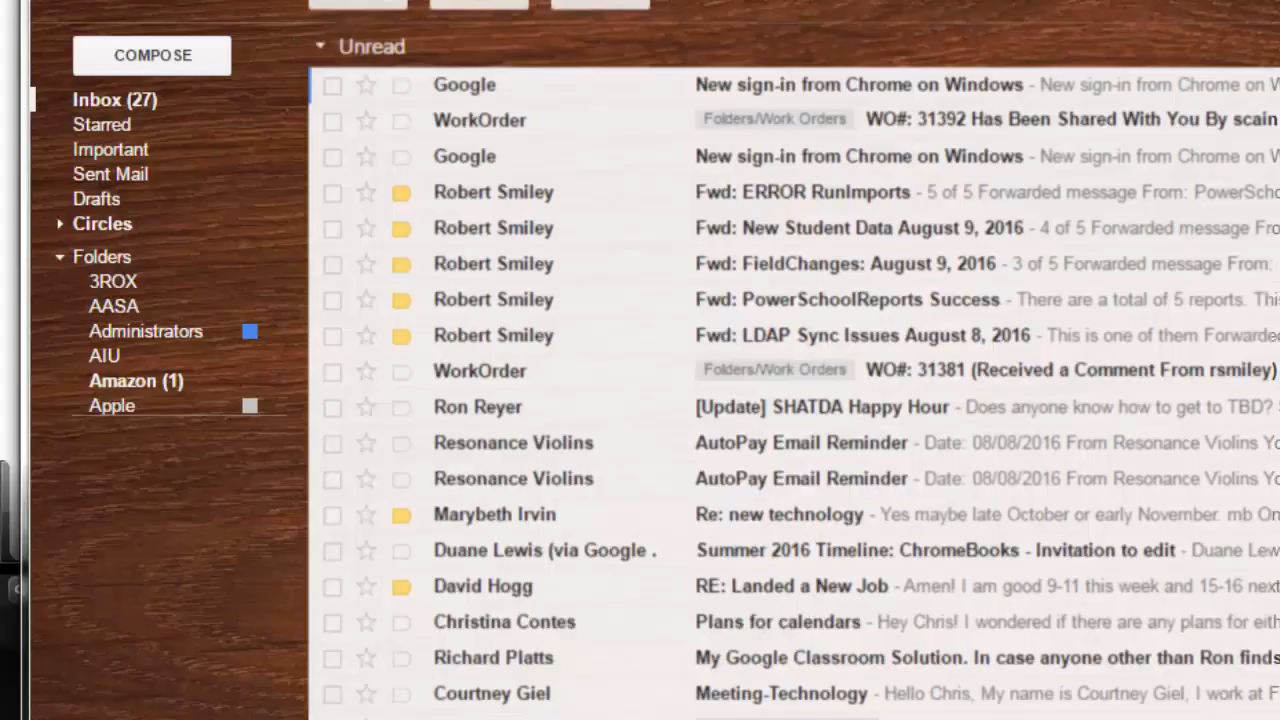 COMPOSE
Inbox (27)
Starred
Important
Sent Mail
Drafts
Circles
Folders
3ROX
AASA
Administrators
AIU
Amazon (1)
Apple
Unread
Google New sign-in from Chrome on Windows - New sign-in from Chrome on
WorkOrder Folders/Work Orders WO#: 31392 Has Been Shared With You By scain
Google New sign-in from Chrome on Windows - New sign-in from Chrome on
Robert Smiley Fwd: ERROR RunImports - 5 of 5 Forwarded message From: PowerScho
Robert Smiley Fwd: New Student Data August 9, 2016 - 4 of 5 Forwarded message Fro
Robert Smiley Fwd: FieldChanges: August 9, 2016 - 3 of 5 Forwarded message From:
Robert Smiley Fwd: PowerSchoolReports Success - There are a total of 5 reports. Thi
Robert Smiley Fwd: LDAP Sync Issues August 8, 2016 - This is one of them Forwarde
WorkOrder Folders/Work Orders WO#: 31381 (Received a Comment From rsmiley)
Ron Reyer [Update] SHATDA Happy Hour - Does anyone know how to get to TBD?
Resonance Violins AutoPay Email Reminder - Date: 08/08/2016 From Resonance Violins Yo
Resonance Violins AutoPay Email Reminder - Date: 08/08/2016 From Resonance Violins Yo
Marybeth Irvin Re: new technology - Yes maybe late October or early November. mb On
Duane Lewis (via Google . Summer 2016 Timeline: ChromeBooks - Invitation to edit - Duane Lew
David Hogg RE: Landed a New Job - Amen! I am good 9-11 this week and 15-16 next
Christina Contes Plans for calendars - Hey Chris! I wondered if there are any plans for eith
Richard Platts My Google Classroom Solution. In case anyone other than Ron finds
Courtney Giel Meeting-Technology - Hello Chris, My name is Courtney Giel, I work at F